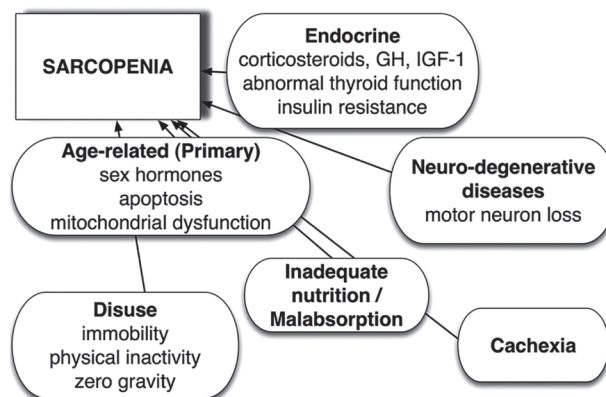 SARCOPENIA
Endocrine
corticosteroids, GH, IGF-1
abnormal thyroid function
insulin resistance
Age-related (Primary)
sex hormones
apoptosis
mitochondrial dysfunction
Neuro-degenerative
diseases
motor neuron loss
Inadequate
nutrition /
Malabsorption
Disuse
immobility
physical inactivity
zero gravity
Cachexia